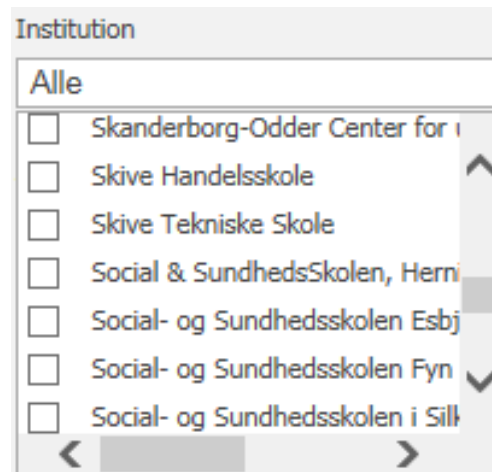 Institution
Alle
Skanderborg-Odder Center for
Skive Handelsskole
Skive Tekniske Skole
Social & SundhedsSkolen, Herni
Social- og Sundhedsskolen Esbj
Social- og Sundhedsskolen Fyn
Social- og Sundhedsskolen i Silk